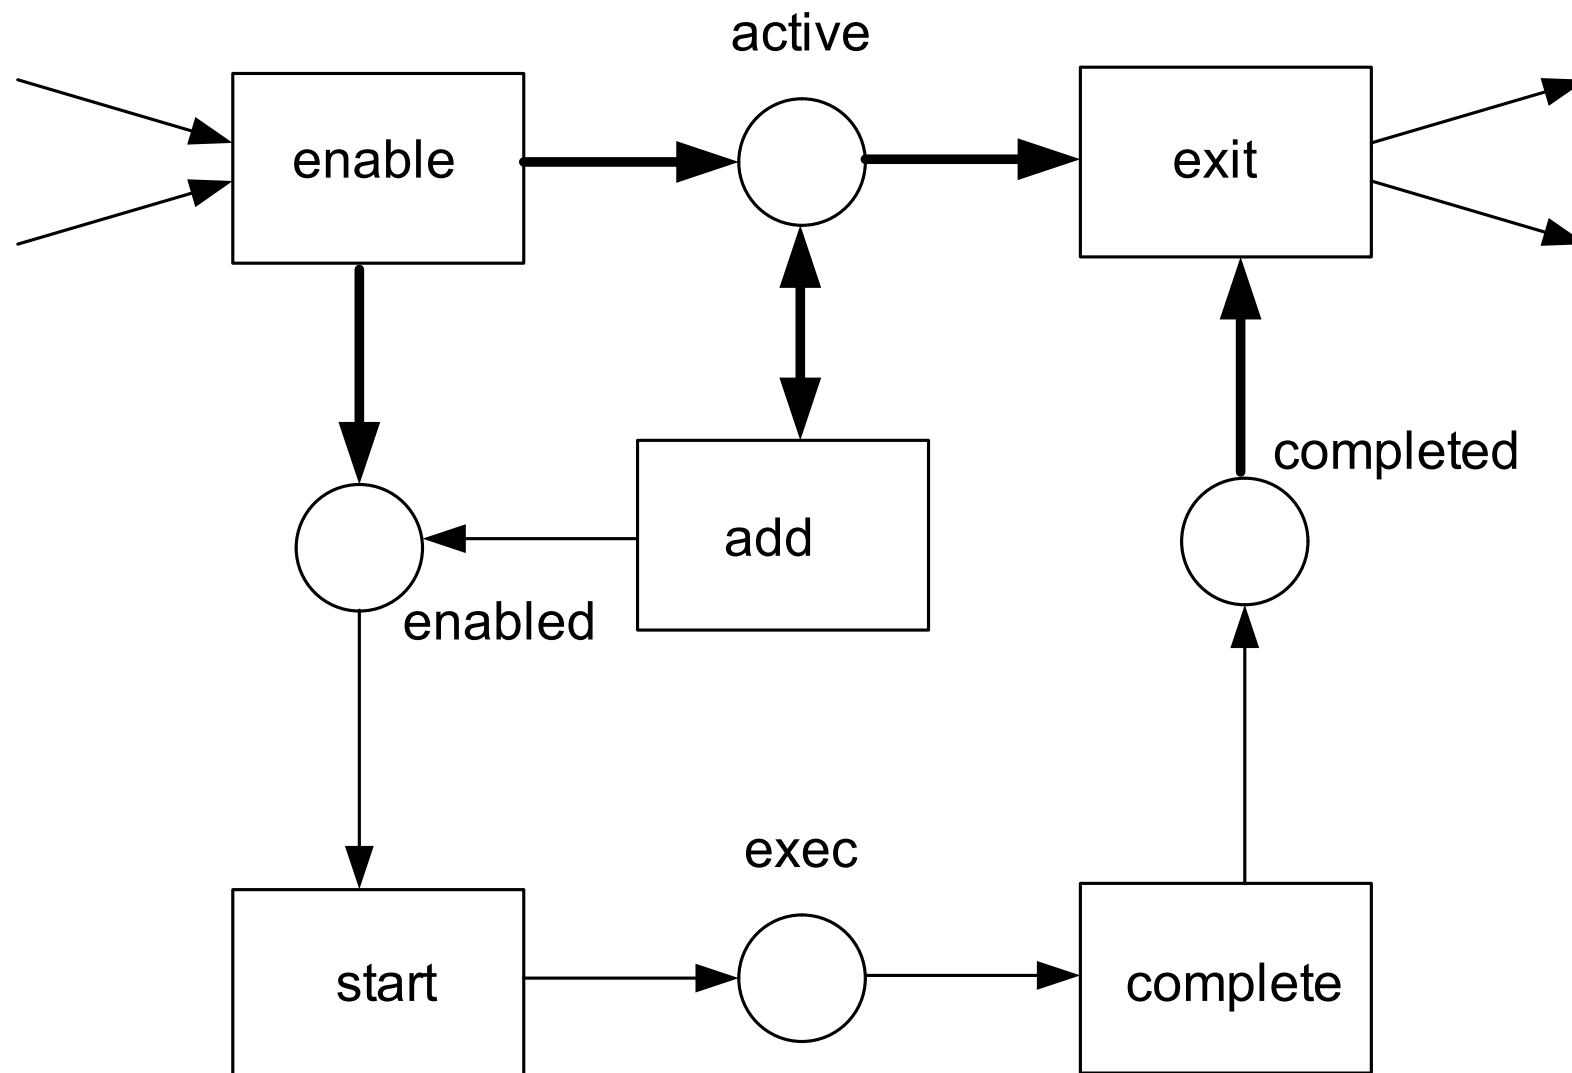 active
enable
exit
completed
add
enabled
exec
start
complete